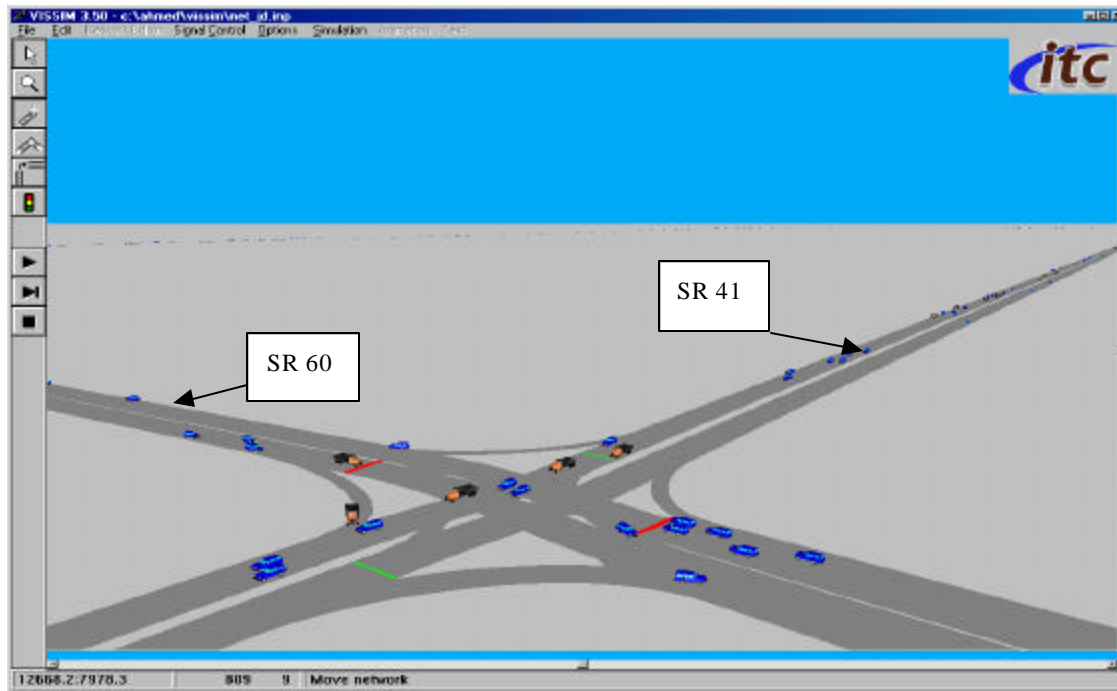 VISSIM 3.50 - c:\ahmed\vissim\net_id.inp
File Edit Signal Control Options Simulation
itc
SR 41
SR 60
12668.2:7978.3 809 9 Move network